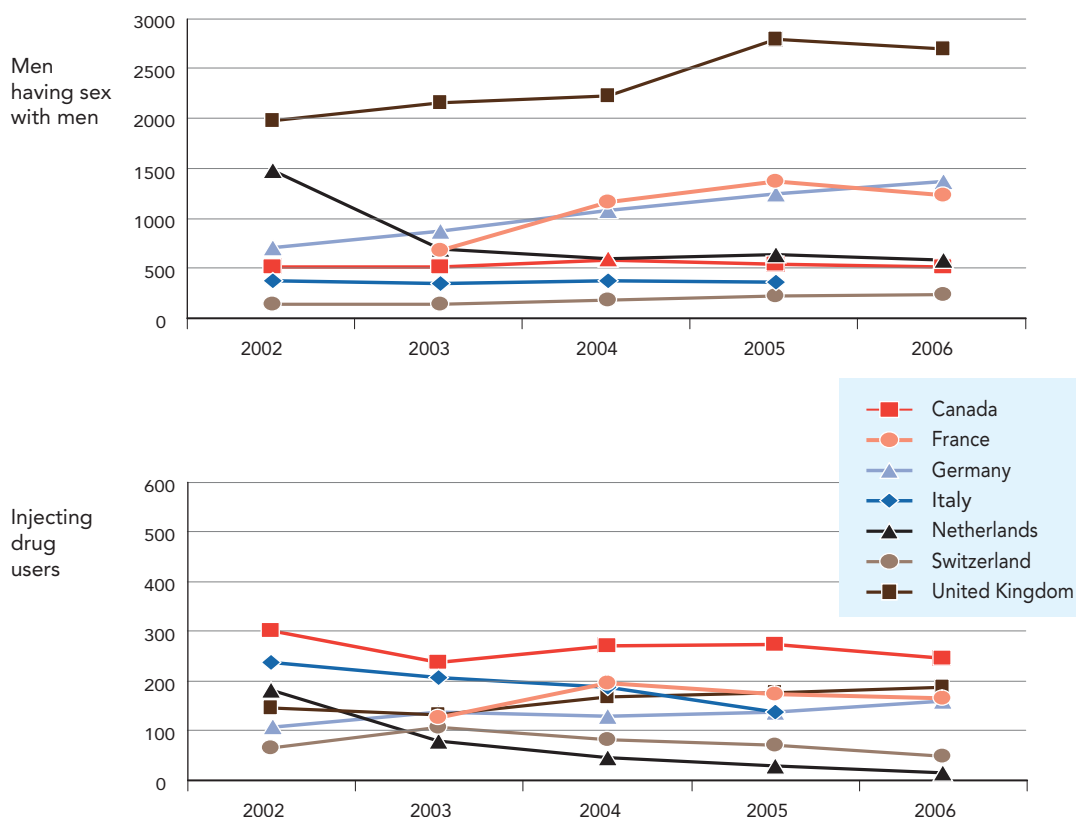 Men
having sex
with men
3000
2500
2000
1500
1000
500
0
2002 2003 2004 2005 2006
Canada
France
Germany
Italy
Netherlands
Switzerland
United Kingdom
Injecting
drug
users
600
500
400
300
200
100
0
2002 2003 2004 2005 2006